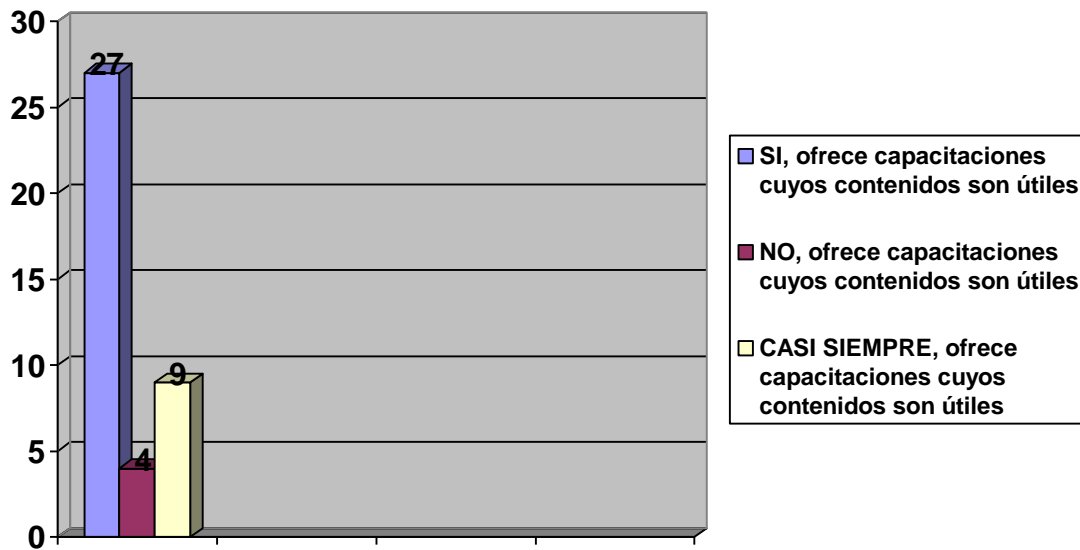 30
25
20
15
10
5
0
27
4
9
SI, ofrece capacitaciones
cuyos contenidos son útiles
NO, ofrece capacitaciones
cuyos contenidos son útiles
CASI SIEMPRE, ofrece
capacitaciones cuyos
contenidos son útiles